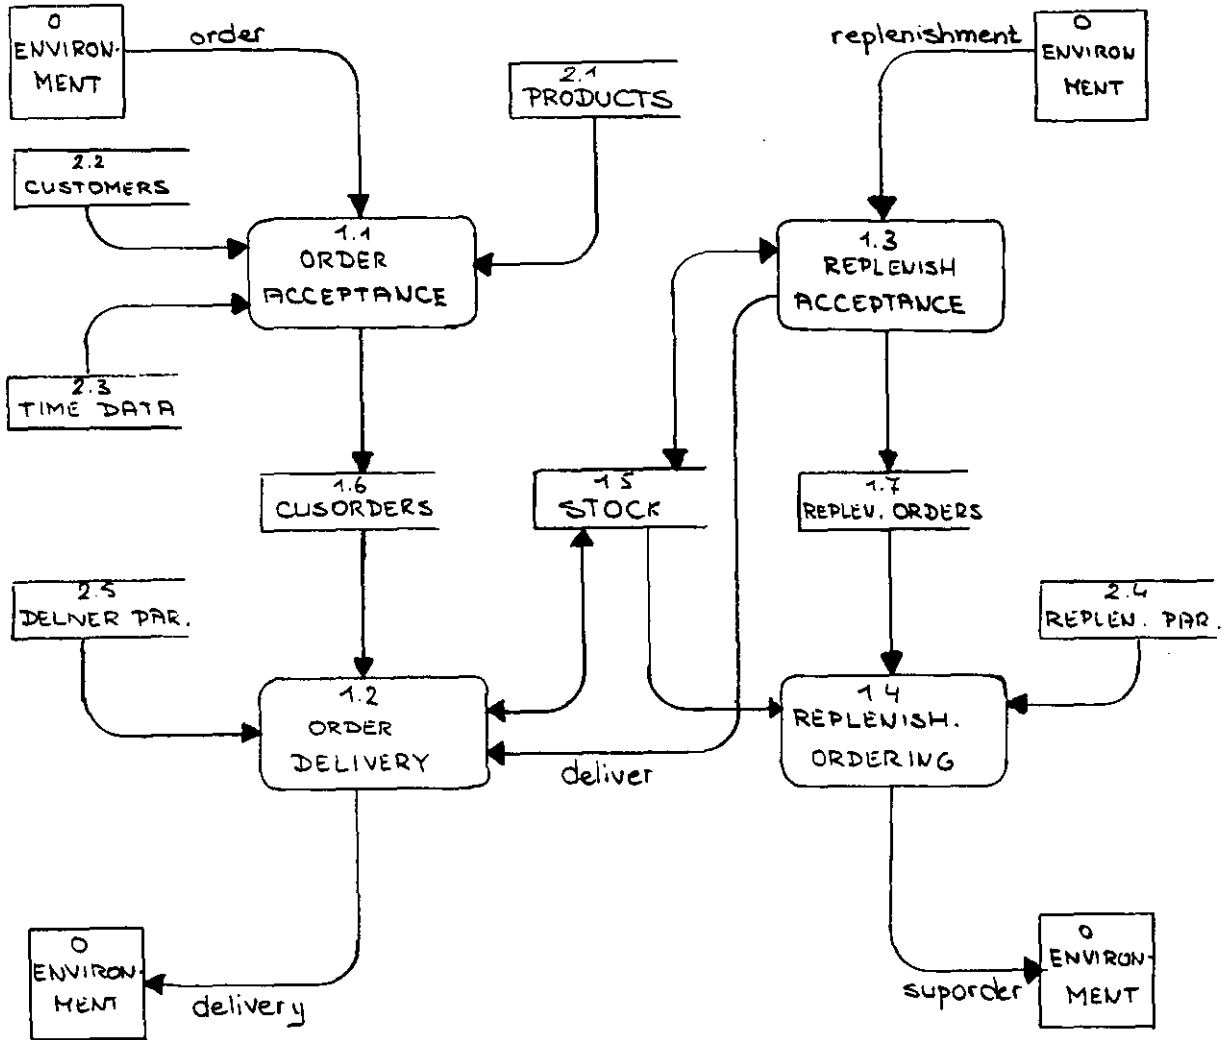 0
ENVIRON-
MENT
order
replenishment
0
ENVIRON
MENT
2.1
PRODUCTS
2.2
CUSTOMERS
1.1
ORDER
ACCEPTANCE
1.3
REPLENISH
ACCEPTANCE
2.3
TIME DATA
1.6
CUSORDERS
1.5
STOCK
1.7
REPLEN. ORDERS
2.5
DELIVER PAR.
2.4
REPLEN. PAR.
1.2
ORDER
DELIVERY
1.4
REPLENISH.
ORDERING
deliver
0
ENVIRON-
MENT
delivery
suporder
0
ENVIRON-
MENT